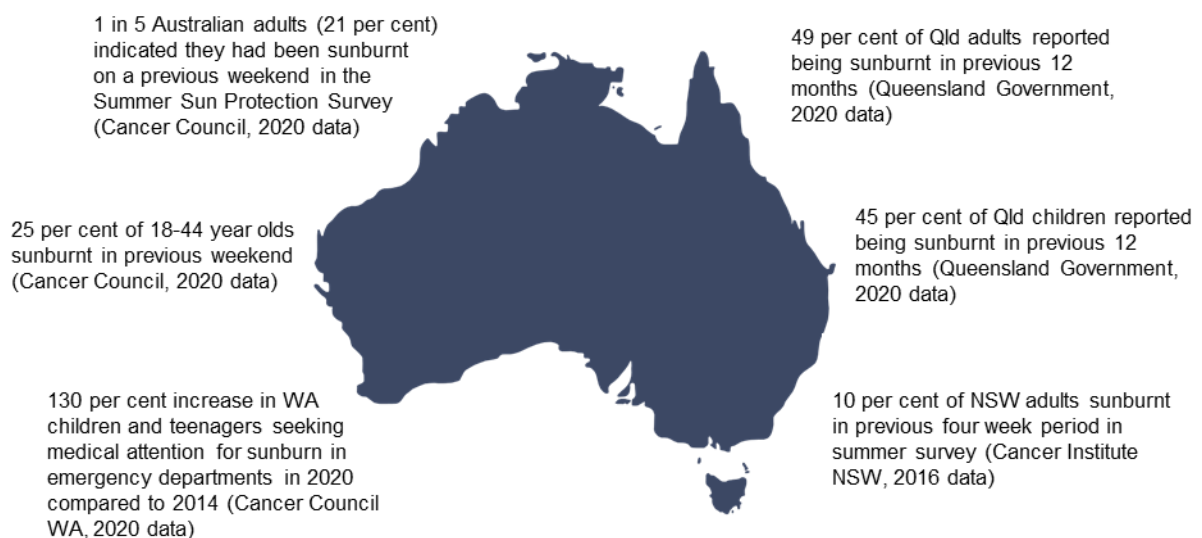 1 in 5 Australian adults (21 per cent)
indicated they had been sunburnt
on a previous weekend in the
Summer Sun Protection Survey
(Cancer Council, 2020 data)
49 per cent of Qld adults reported
being sunburnt in previous 12
months (Queensland Government,
2020 data)
25 per cent of 18-44 year olds
sunburnt in previous weekend
(Cancer Council, 2020 data)
45 per cent of Qld children reported
being sunburnt in previous 12
months (Queensland Government,
2020 data)
130 per cent increase in WA
children and teenagers seeking
medical attention for sunburn in
emergency departments in 2020
compared to 2014 (Cancer Council
WA, 2020 data)
10 per cent of NSW adults sunburnt
in previous four week period in
summer survey (Cancer Institute
NSW, 2016 data)